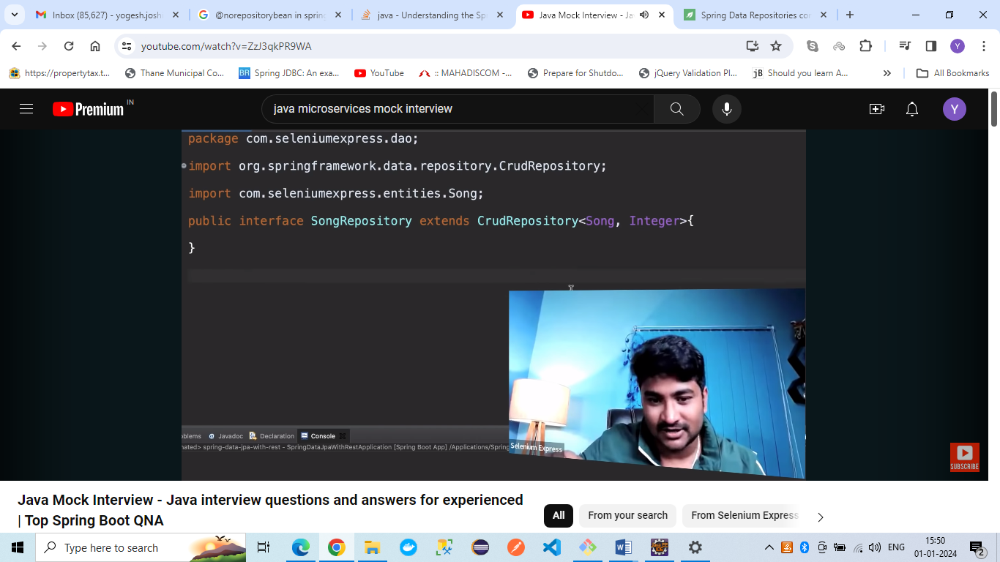 Inbox (85,627) - yogesh.josh
@norepositorybean in spring
java - Understanding the Sp
Java Mock Interview - Ja
Spring Data Repositories co
youtube.com/watch?v=ZzJ3qkPR9WA
Y
https://propertytax.t...
Thane Municipal Co...
BR
Spring JDBC: An exa...
YouTube
:: MAHADISCOM -...
Prepare for Shutdo...
jQuery Validation Pl...
jB
Should you learn A...
All Bookmarks
Premium IN
java microservices mock interview
Y
package com.seleniumexpress.dao;
import org.springframework.data.repository.CrudRepository;
import com.seleniumexpress.entities.Song;
public interface SongRepository extends CrudRepository<Song, Integer>{
}
oblems @ Javadoc Declaration Console
nated> spring-data-jpa-with-rest - SpringDataJpaWithRestApplication [Spring Boot App] /Applications/Spring
Selenium Express
SUBSCRIBE
Java Mock Interview - Java interview questions and answers for experienced
| Top Spring Boot QNA
All
From your search
From Selenium Express
Type here to search
ENG
15:50
01-01-2024
2